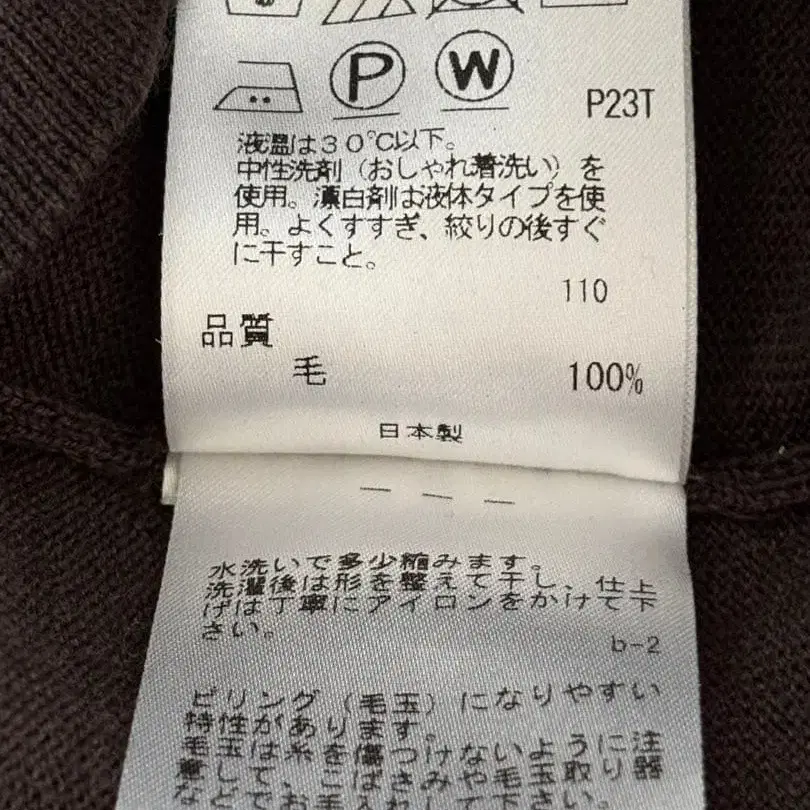 P W
P23T
液温は30℃以下。
中性洗剤（おしゃれ着洗い）を
使用。漂白剤は液体タイプを使
用。よくすすぎ、絞りの後すぐ
に干すこと。
110
品質
毛 100%
日本製
水洗いで多少縮みます。
洗濯後は形を整えて干し、仕上
げは丁寧にアイロンをかけて下
さい。
b-2
ピリング（毛玉）になりやすい
特性があります。
毛玉は糸を傷つけないように注
意してこまめに取り